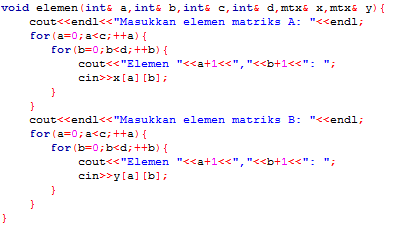 void elemen(int& a,int& b,int& c,int& d,mtx& x,mtx& y){
    cout<<endl<<"Masukkan elemen matriks A: "<<endl;
    for(a=0;a<c;++a){
       for(b=0;b<d;++b){
           cout<<"Elemen "<<a+1<<","<<b+1<<": ";
           cin>>x[a][b];
       }
    }
    cout<<endl<<"Masukkan elemen matriks B: "<<endl;
    for(a=0;a<c;++a){
       for(b=0;b<d;++b){
           cout<<"Elemen "<<a+1<<","<<b+1<<": ";
           cin>>y[a][b];
       }
    }
}